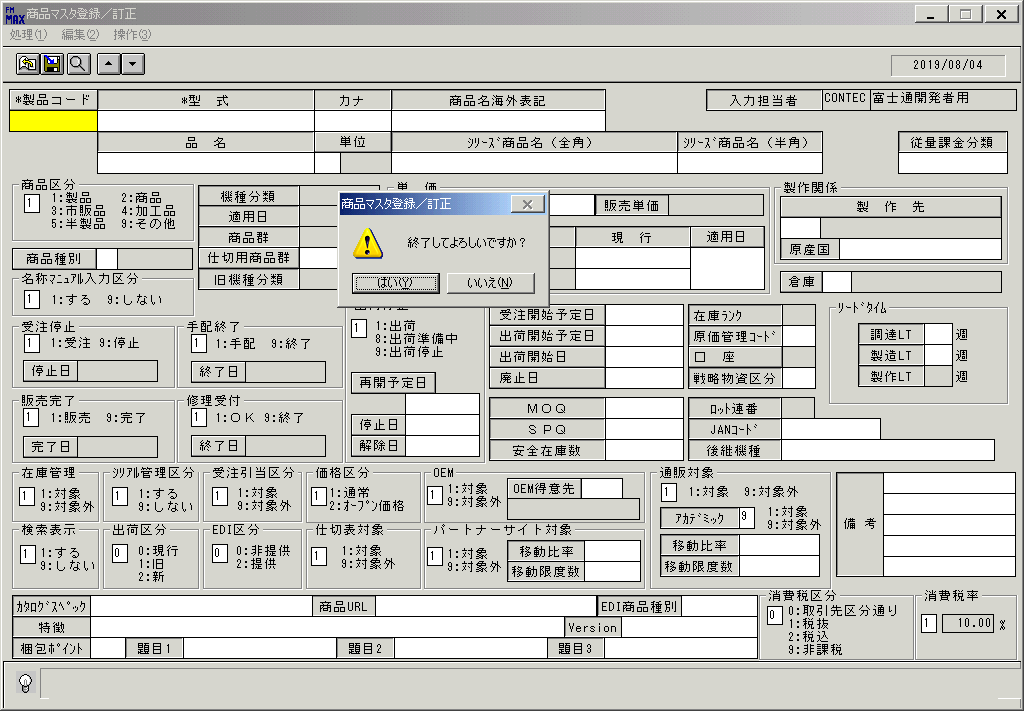 FM MAX 商品マスタ登録／訂正
処理(1) 編集(2) 操作(3)
2019/08/04
*製品コード *型 式 カナ 商品名海外表記 入力担当者 CONTEC 富士通開発者用
品 名 単位 ｼﾘｰｽﾞ商品名（全角） ｼﾘｰｽﾞ商品名（半角） 従量課金分類
商品区分
1 1:製品 2:商品
3:市販品 4:加工品
5:半製品 9:その他
商品種別
名称ﾏﾆｭｱﾙ入力区分
1 1:する 9:しない
機種分類
適用日
商品群
仕切用商品群
旧機種分類
単 価
販売単価
現 行 適用日
商品マスタ登録／訂正
終了してよろしいですか？
はい(Y) いいえ(N)
製作関係
製 作 先
原産国
倉庫
受注停止
1 1:受注 9:停止
停止日
手配終了
1 1:手配 9:終了
終了日
販売完了
1 1:販売 9:完了
完了日
修理受付
1 1:ＯＫ 9:終了
終了日
1 1:出荷
8:出荷準備中
9:出荷停止
再開予定日
停止日
解除日
受注開始予定日
出荷開始予定日
出荷開始日
廃止日
ＭＯＱ
ＳＰＱ
安全在庫数
在庫ﾗﾝｸ
原価管理ｺｰﾄﾞ
口 座
戦略物資区分
ﾛｯﾄ連番
JANｺｰﾄﾞ
後継機種
ﾘｰﾄﾞﾀｲﾑ
調達LT 週
製造LT 週
製作LT 週
在庫管理
1 1:対象
9:対象外
ｼﾘｱﾙ管理区分
1 1:する
9:しない
受注引当区分
1 1:対象
9:対象外
価格区分
1 1:通常
2:ｵｰﾌﾟﾝ価格
OEM
1 1:対象
9:対象外
OEM得意先
通販対象
1 1:対象 9:対象外
ｱｶﾃﾞﾐｯｸ 9 1:対象
9:対象外
移動比率
移動限度数
備 考
検索表示
1 1:する
9:しない
出荷区分
0 0:現行
1:旧
2:新
EDI区分
0 0:非提供
2:提供
仕切表対象
1 1:対象
9:対象外
パートナーサイト対象
1 1:対象
9:対象外
移動比率
移動限度数
ｶﾀﾛｸﾞｽﾍﾟｯｸ 商品URL EDI商品種別
特徴 Version
梱包ﾎﾟｲﾝﾄ 題目1 題目2 題目3
消費税区分
0 0:取引先区分通り
1:税抜
2:税込
9:非課税
消費税率
1 10.00 %